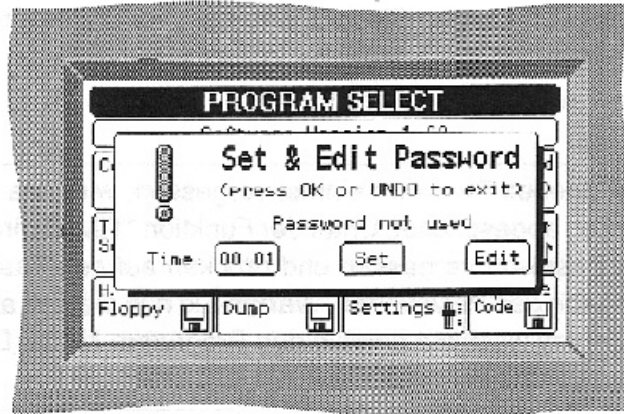 PROGRAM SELECT
Set & Edit Password
(press OK or UNDO to exit)
Password not used
Time: 00.01 Set Edit
Floppy Dump Settings Code